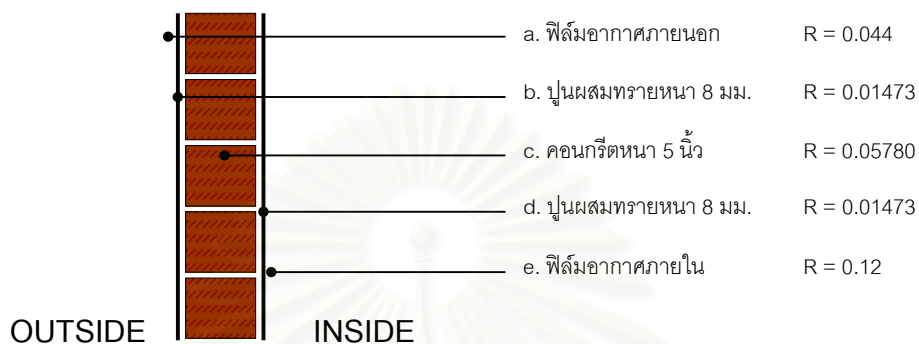 a. ฟิล์มอากาศภายนอก R = 0.044
b. ปูนผสมทรายหนา 8 มม. R = 0.01473
c. คอนกรีตหนา 5 นิ้ว R = 0.05780
d. ปูนผสมทรายหนา 8 มม. R = 0.01473
e. ฟิล์มอากาศภายใน R = 0.12
OUTSIDE INSIDE